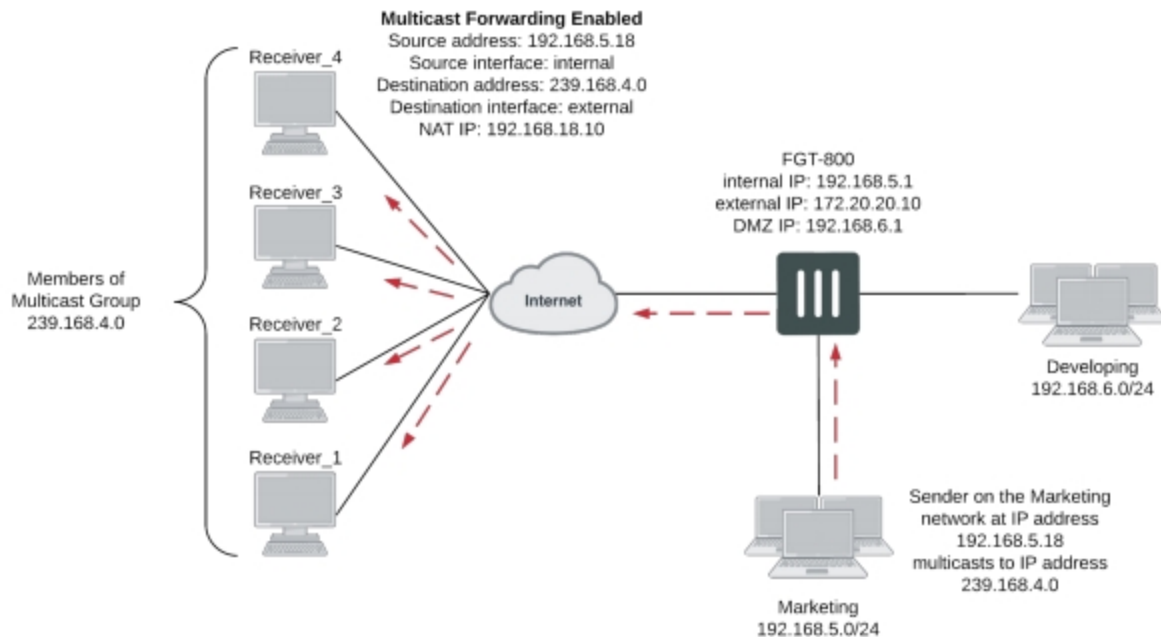 Multicast Forwarding Enabled
Source address: 192.168.5.18
Source interface: internal
Destination address: 239.168.4.0
Destination interface: external
NAT IP: 192.168.18.10
Receiver_4
Receiver_3
Members of
Multicast Group
239.168.4.0
Receiver_2
Receiver_1
Internet
FGT-800
internal IP: 192.168.5.1
external IP: 172.20.20.10
DMZ IP: 192.168.6.1
Developing
192.168.6.0/24
Sender on the Marketing
network at IP address
192.168.5.18
multicasts to IP address
239.168.4.0
Marketing
192.168.5.0/24